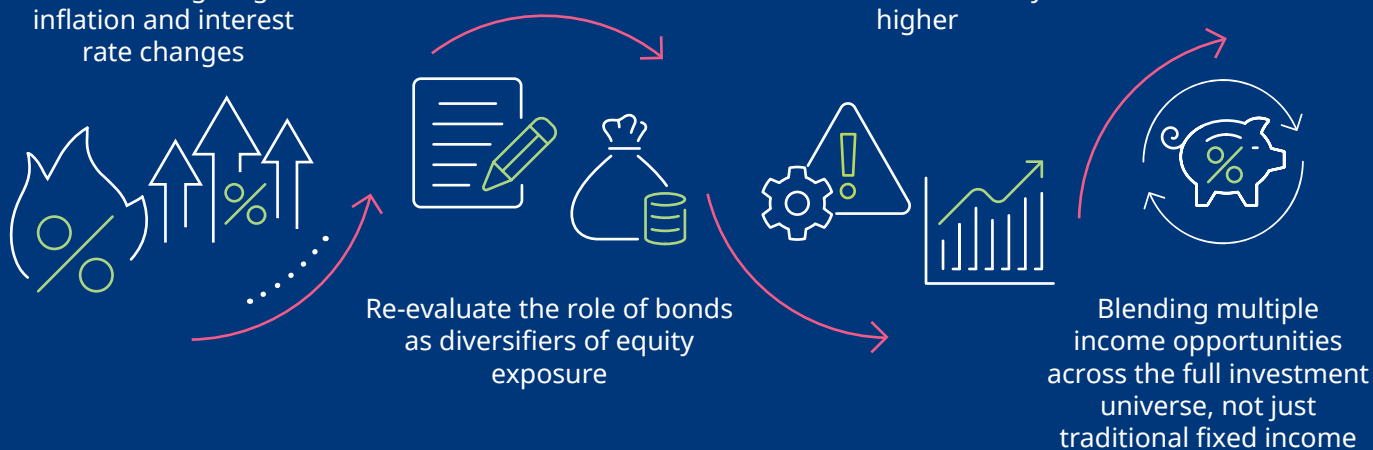 inflation and interest
rate changes
higher
Re-evaluate the role of bonds
as diversifiers of equity
exposure
Blending multiple
income opportunities
across the full investment
universe, not just
traditional fixed income